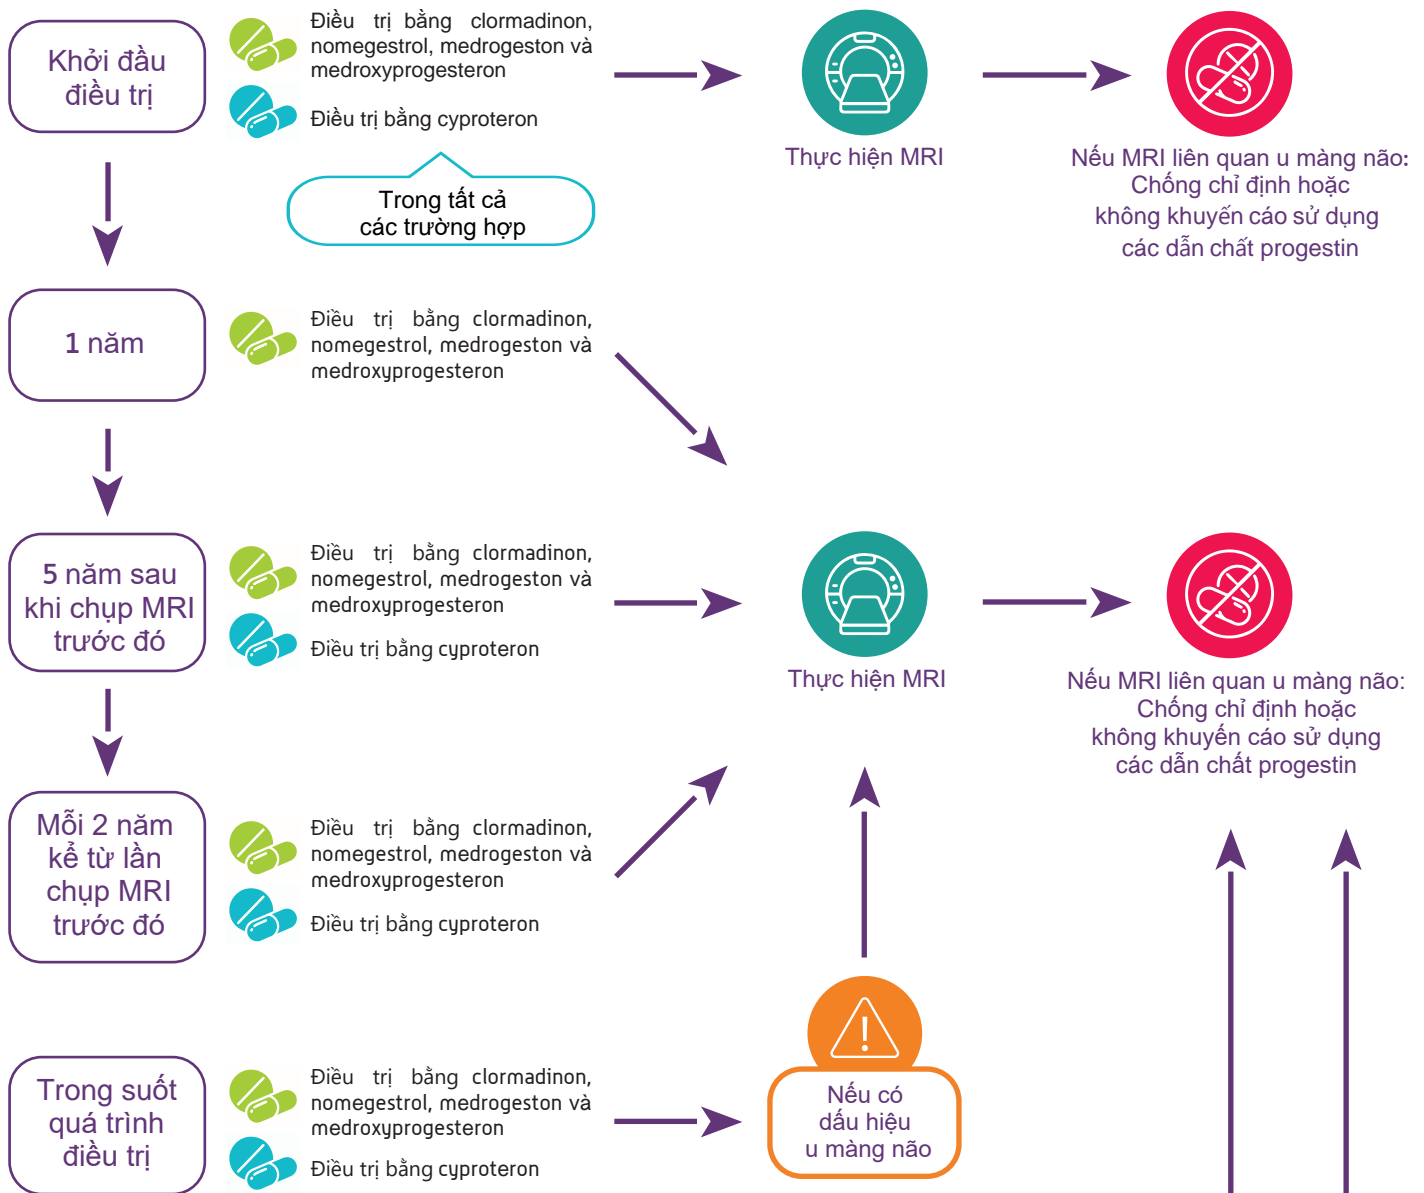 Khởi đầu
điều trị
Điều trị bằng clormadinon,
nomegestrol, medrogeston và
medroxyprogesteron
Điều trị bằng cyproteron
Trong tất cả
các trường hợp
Thực hiện MRI
Nếu MRI liên quan u màng não:
Chống chỉ định hoặc
không khuyến cáo sử dụng
các dẫn chất progestin
1 năm
Điều trị bằng clormadinon,
nomegestrol, medrogeston và
medroxyprogesteron
5 năm sau
khi chụp MRI
trước đó
Điều trị bằng clormadinon,
nomegestrol, medrogeston và
medroxyprogesteron
Điều trị bằng cyproteron
Thực hiện MRI
Nếu MRI liên quan u màng não:
Chống chỉ định hoặc
không khuyến cáo sử dụng
các dẫn chất progestin
Mỗi 2 năm
kể từ lần
chụp MRI
trước đó
Điều trị bằng clormadinon,
nomegestrol, medrogeston và
medroxyprogesteron
Điều trị bằng cyproteron
Trong suốt
quá trình
điều trị
Điều trị bằng clormadinon,
nomegestrol, medrogeston và
medroxyprogesteron
Điều trị bằng cyproteron
Nếu có
dấu hiệu
u màng não